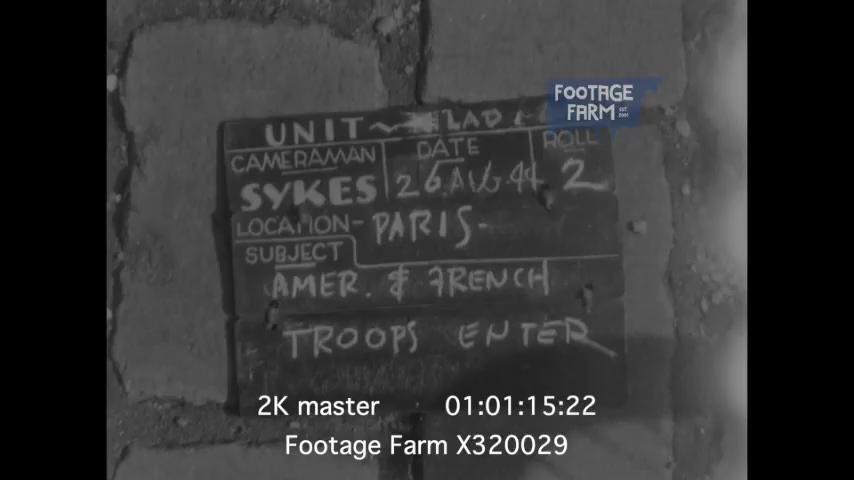 FOOTAGE
FARM
UNIT
CAMERAMAN DATE ROLL
SYKES 26.AUG.44 2
LOCATION- PARIS-
SUBJECT
AMER. & FRENCH
TROOPS ENTER
2K master 01:01:15:22
Footage Farm X320029